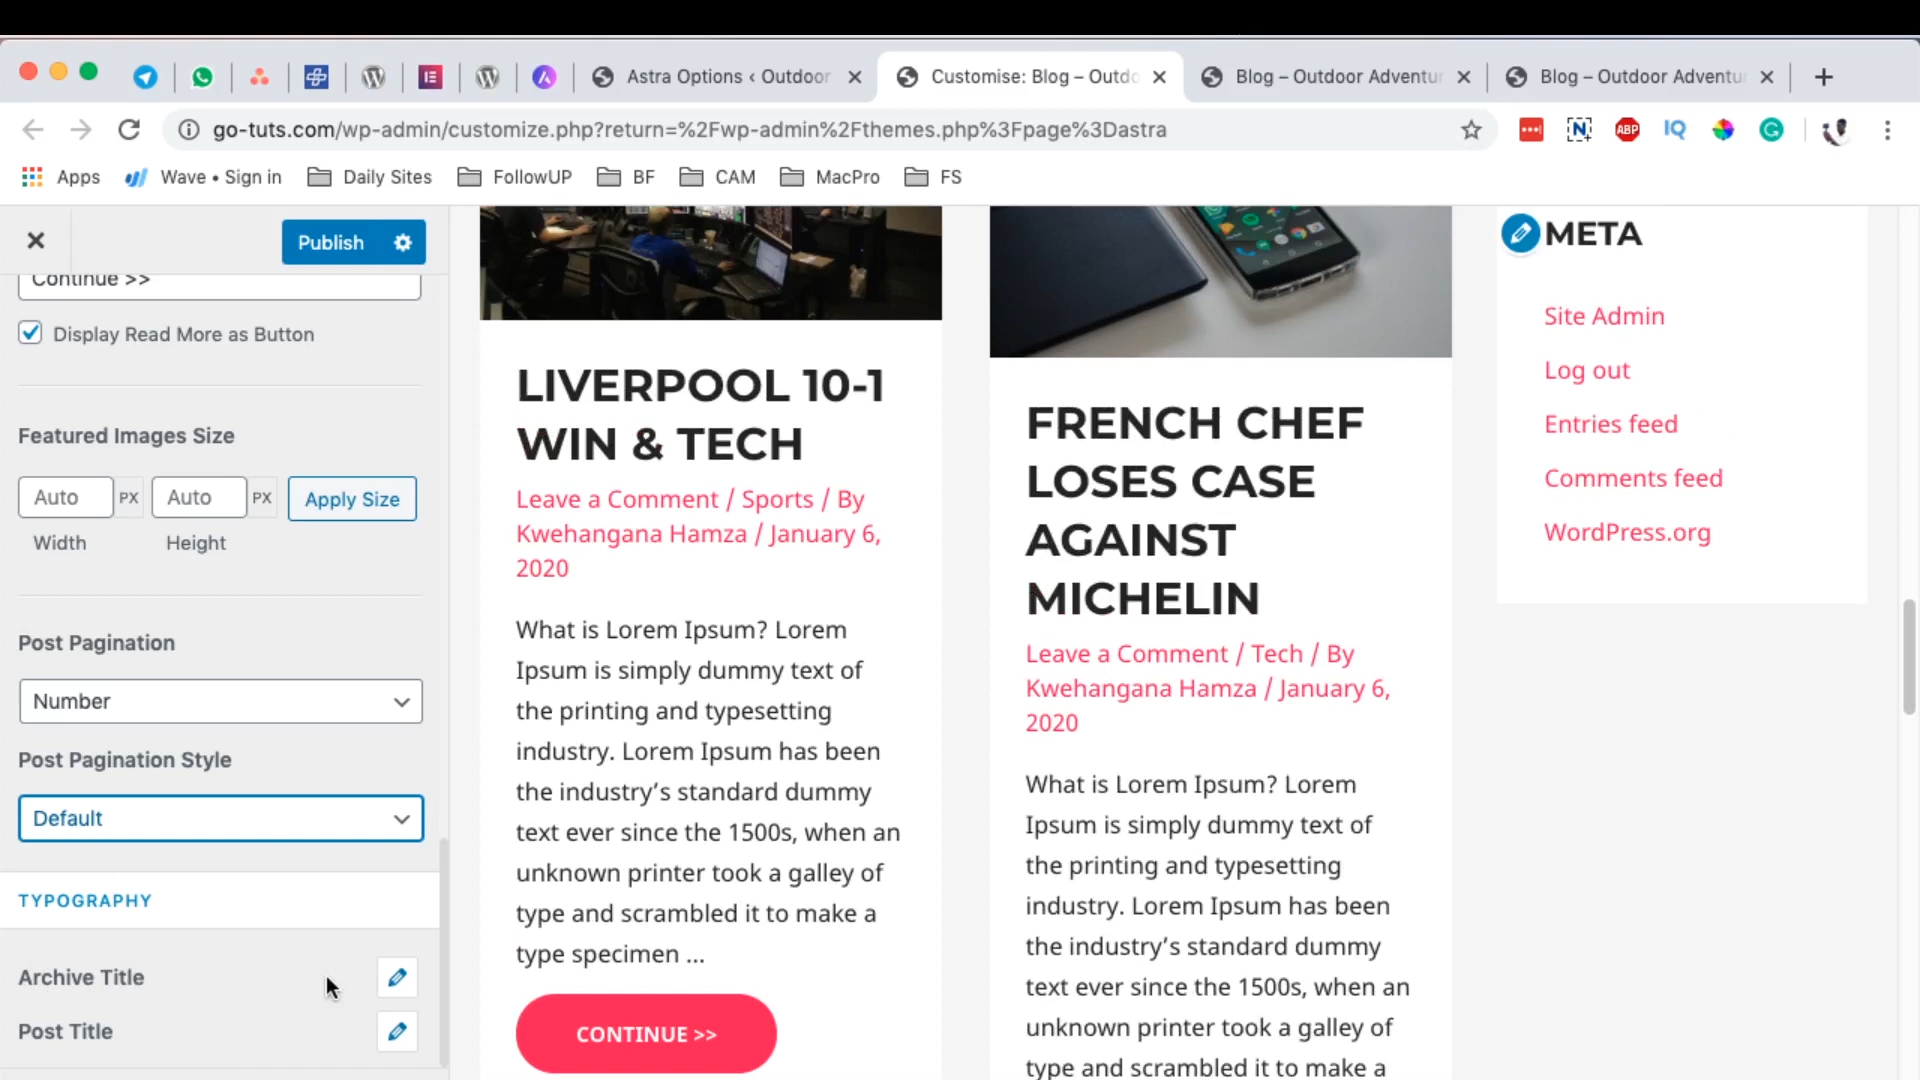 Astra Options ‹ Outdoor
Customise: Blog – Outdo
Blog – Outdoor Adventur
Blog – Outdoor Adventu
go-tuts.com/wp-admin/customize.php?return=%2Fwp-admin%2Fthemes.php%3Fpage%3Dastra
ABP
IQ
Apps
Wave • Sign in
Daily Sites
FollowUP
BF
CAM
MacPro
FS
Publish
Continue >>
Display Read More as Button
Featured Images Size
Auto PX Auto PX Apply Size
Width Height
Post Pagination
Number
Post Pagination Style
Default
TYPOGRAPHY
Archive Title
Post Title
LIVERPOOL 10-1
WIN & TECH
Leave a Comment / Sports / By
Kwehangana Hamza / January 6,
2020
What is Lorem Ipsum? Lorem
Ipsum is simply dummy text of
the printing and typesetting
industry. Lorem Ipsum has been
the industry’s standard dummy
text ever since the 1500s, when an
unknown printer took a galley of
type and scrambled it to make a
type specimen ...
CONTINUE >>
FRENCH CHEF
LOSES CASE
AGAINST
MICHELIN
Leave a Comment / Tech / By
Kwehangana Hamza / January 6,
2020
What is Lorem Ipsum? Lorem
Ipsum is simply dummy text of
the printing and typesetting
industry. Lorem Ipsum has been
the industry’s standard dummy
text ever since the 1500s, when an
unknown printer took a galley of
type and scrambled it to make a
META
Site Admin
Log out
Entries feed
Comments feed
WordPress.org